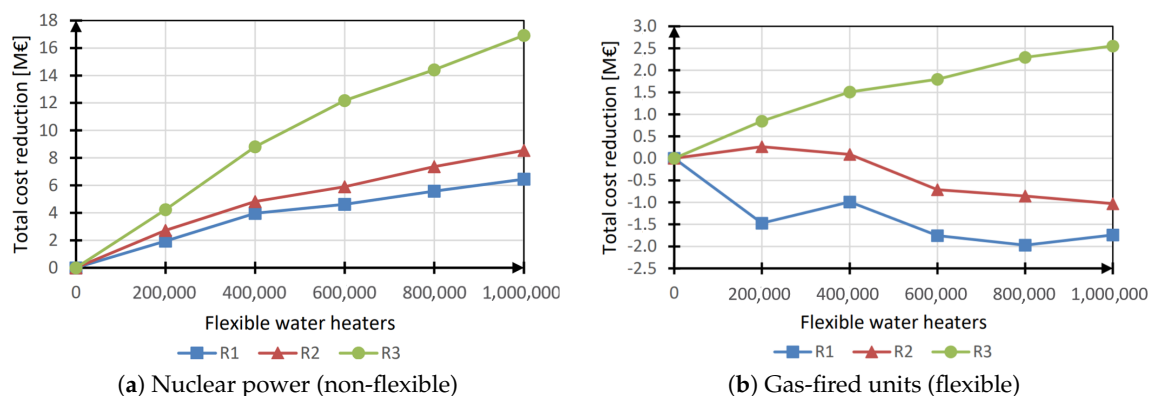 Total cost reduction [M€]
18
16
14
12
10
8
6
4
2
0
0 200,000 400,000 600,000 800,000 1,000,000
Flexible water heaters
R1 R2 R3
(a) Nuclear power (non-flexible)
Total cost reduction [M€]
3.0
2.5
2.0
1.5
1.0
0.5
0.0
-0.5
-1.0
-1.5
-2.0
-2.5
0 200,000 400,000 600,000 800,000 1,000,000
Flexible water heaters
R1 R2 R3
(b) Gas-fired units (flexible)